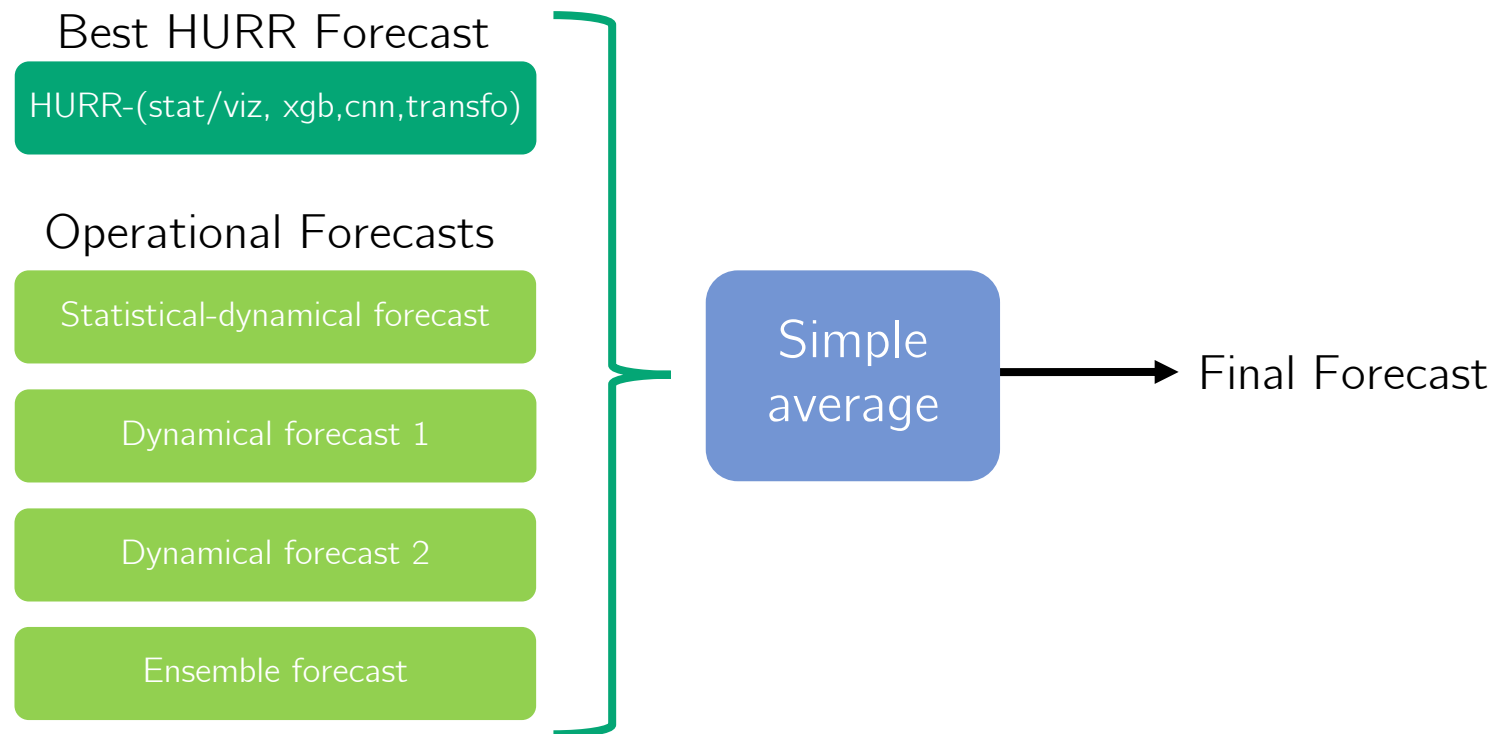 Best HURR Forecast
HURR-(stat/viz, xgb,cnn,transfo)
Operational Forecasts
Statistical-dynamical forecast
Dynamical forecast 1
Dynamical forecast 2
Ensemble forecast
Simple
average
Final Forecast